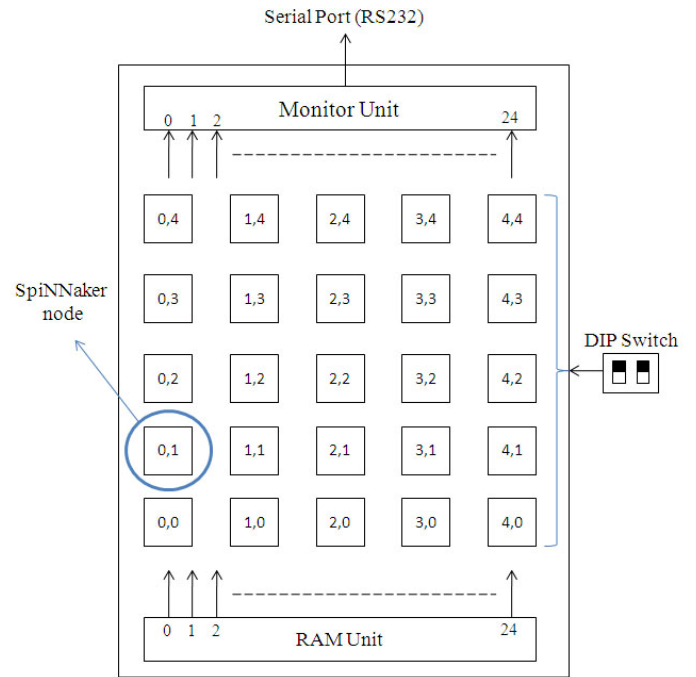 Serial Port (RS232)
Monitor Unit
0 1 2 24
0,4 1,4 2,4 3,4 4,4
0,3 1,3 2,3 3,3 4,3
SpiNNaker
node
DIP Switch
0,2 1,2 2,2 3,2 4,2
0,1 1,1 2,1 3,1 4,1
0,0 1,0 2,0 3,0 4,0
0 1 2 24
RAM Unit